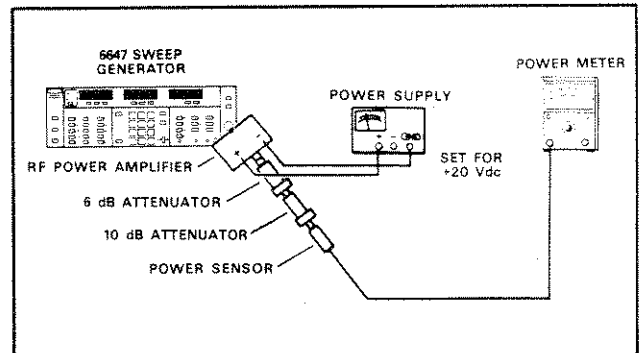 6647 SWEEP
GENERATOR
POWER METER
POWER SUPPLY
RF POWER AMPLIFIER
SET FOR
+20 Vdc
6 dB ATTENUATOR
10 dB ATTENUATOR
POWER SENSOR